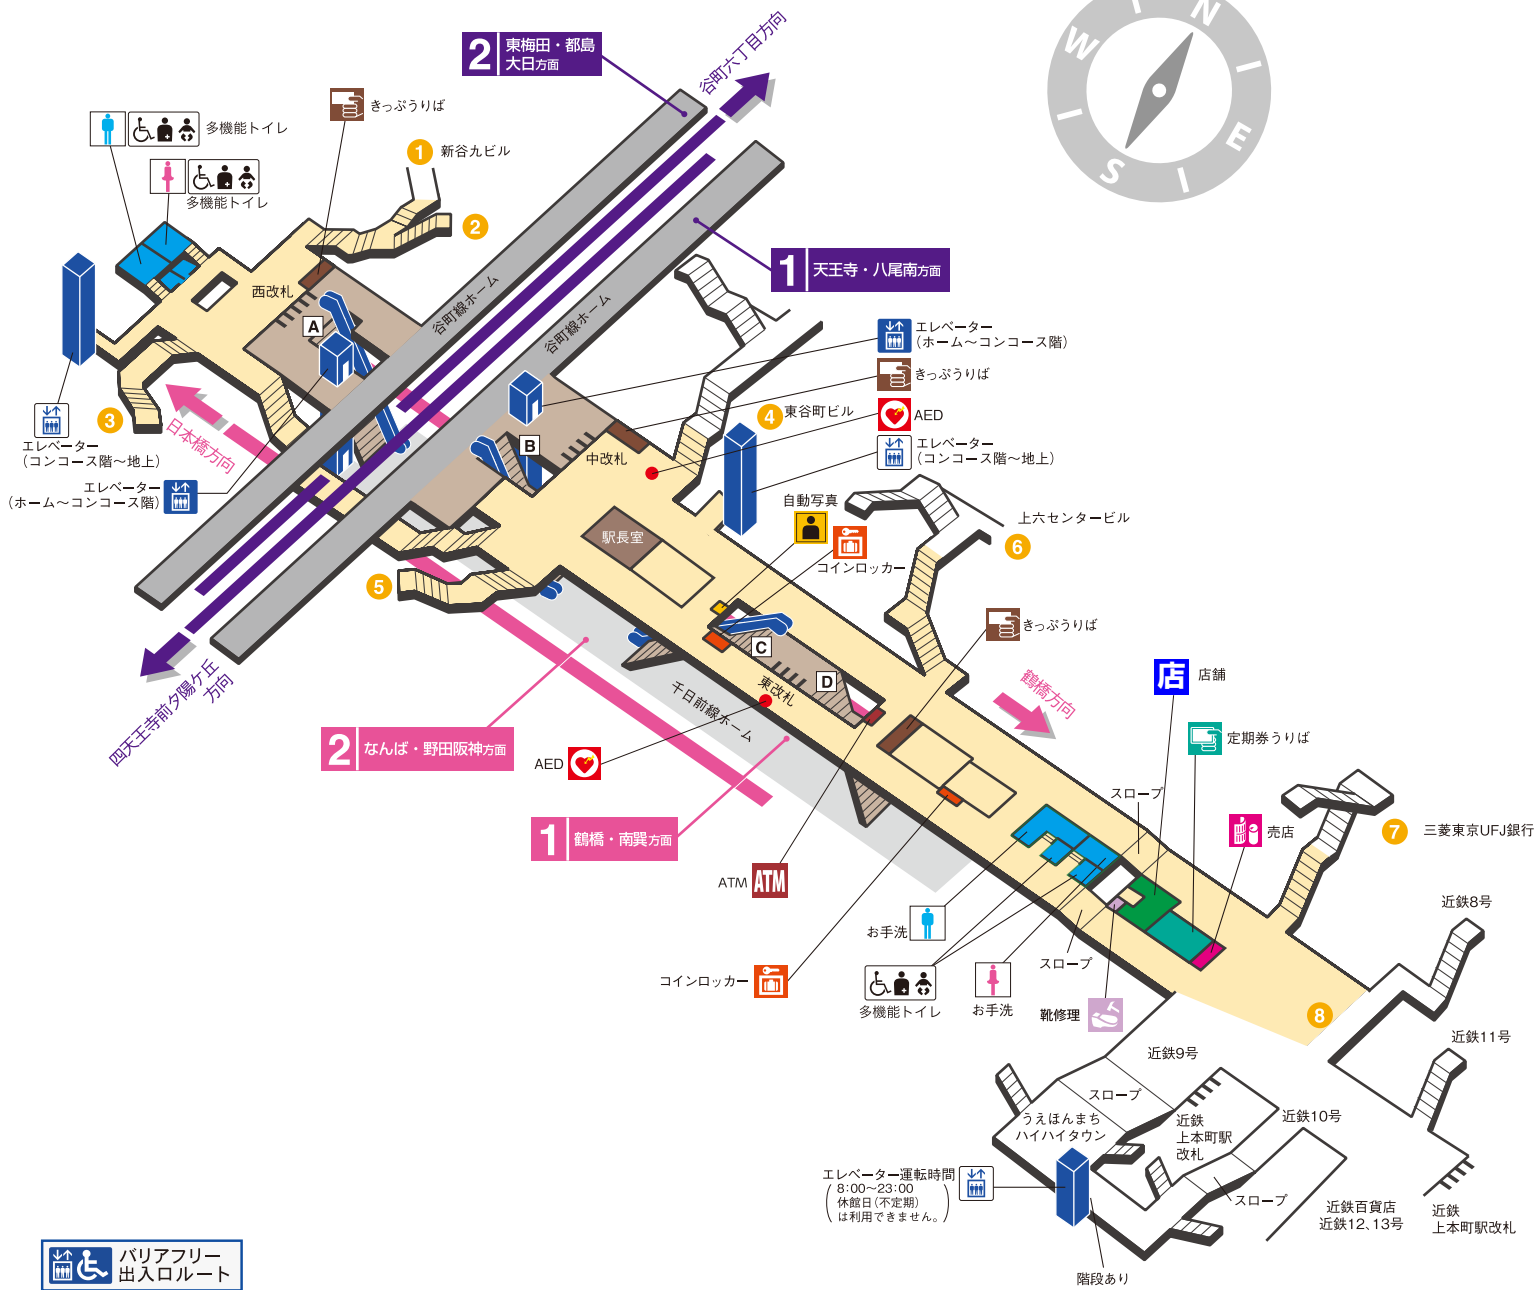 N
E
S
W
2 東梅田・都島
大日方面
谷町六丁目方向
きっぷうりば
多機能トイレ
1 新谷九ビル
多機能トイレ
2
1 天王寺・八尾南方面
西改札
A
谷町線ホーム
谷町線ホーム
エレベーター
(ホーム〜コンコース階)
きっぷうりば
AED
4 東谷町ビル
エレベーター
(コンコース階〜地上)
3
日本橋方向
エレベーター
(コンコース階〜地上)
エレベーター
(ホーム〜コンコース階)
B
中改札
自動写真
コインロッカー
上六センタービル
6
駅長室
5
きっぷうりば
C
D
東改札
千日前線ホーム
鶴橋方向
店 店舗
定期券うりば
四天王寺前夕陽ケ丘
方向
2 なんば・野田阪神方面
AED
1 鶴橋・南巽方面
ATM ATM
スロープ
売店
7 三菱東京UFJ銀行
お手洗
スロープ
コインロッカー
多機能トイレ
お手洗
靴修理
8
近鉄8号
近鉄11号
近鉄9号
スロープ
うえほんまち
ハイハイタウン
近鉄
上本町駅
改札
近鉄10号
エレベーター運転時間
8:00〜23:00
休館日(不定期)
は利用できません。
スロープ
近鉄百貨店
近鉄12、13号
近鉄
上本町駅改札
階段あり
バリアフリー
出入口ルート